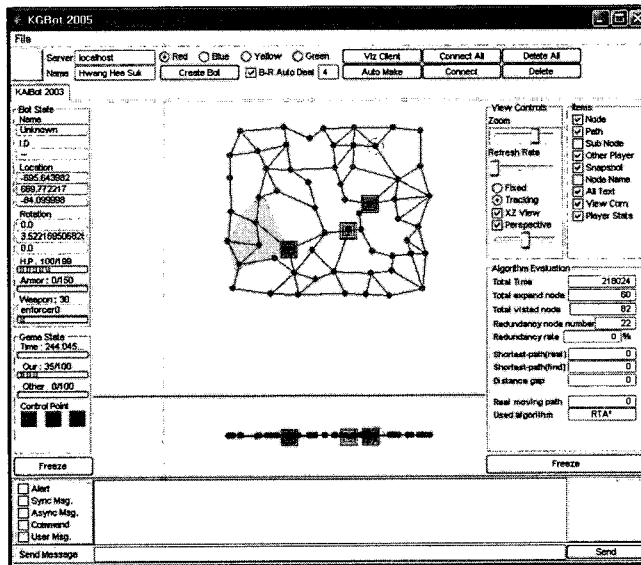 KGBot 2005
File
Server: localhost Red Blue Yellow Green Viz Client Connect All Delete All
Name Hwang Hee Suk Create Bot B-R Auto Deal 4 Auto Make Connect Delete
KAIBot 2003
Bot State
Name
Unknown
I.D
--
Location
-895.643982
689.772217
-84.099998
Rotation
0.0
0.0
H.P. : 100/199
Armor : 0/150
Weapon : 30
enforcer0
Game State
Time : 244.045...
Our : 35/100
Other : 0/100
Control Point
Freeze
View Controls
Zoom
Refresh Rate
Fixed
Tracking
XZ View
Perspective
Items
Node
Path
Sub Node
Other Player
Snapshot
Node Name
All Text
View Corn.
Player Stats
Algorithm Evaluation
Total Time 218024
Total expand node 60
Total visted node 82
Redundancy node number 22
Redundancy rate 0 %
Shortest-path(real) 0
Shortest-path(find) 0
Distance gap 0
Real moving path 0
Used algorithm RTA*
Freeze
Alert
Sync Msg.
Async Msg.
Command
User Msg.
Send Message Send